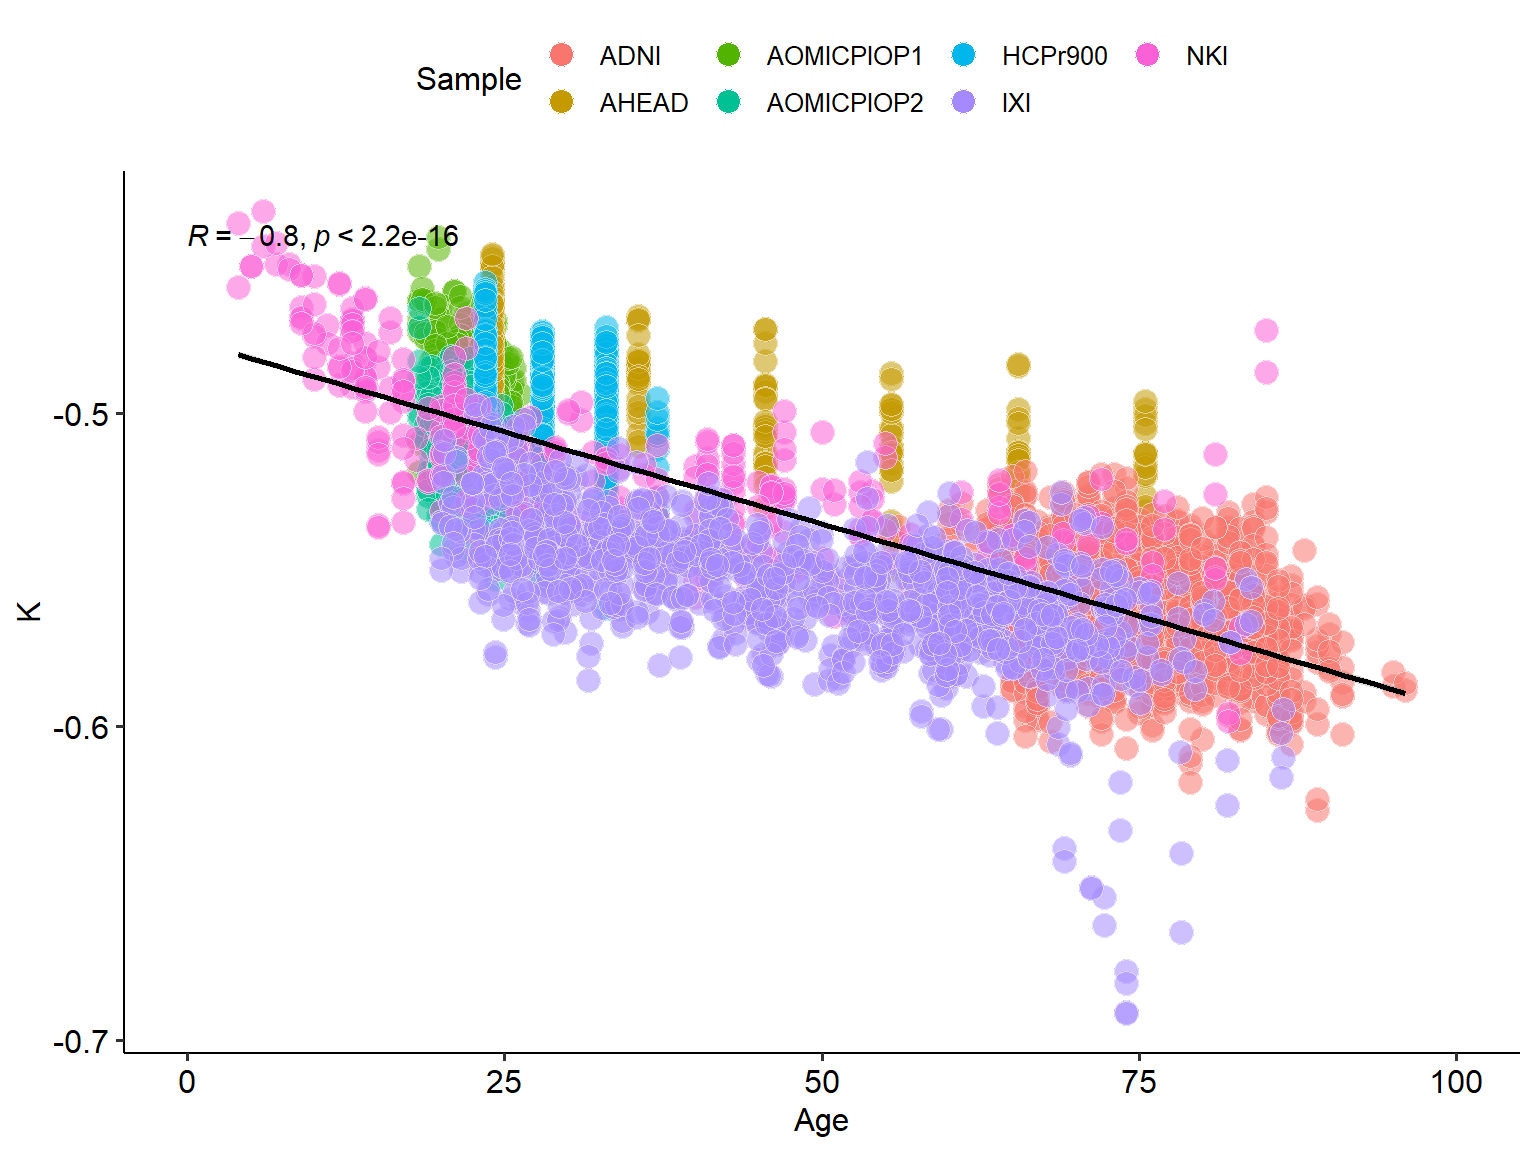 Sample
ADNI
AOMICPIOP1
HCPr900
NKI
AHEAD
AOMICPIOP2
IXI
R = −0.8, p < 2.2e-16
K
-0.5
-0.6
-0.7
0
25
50
75
100
Age